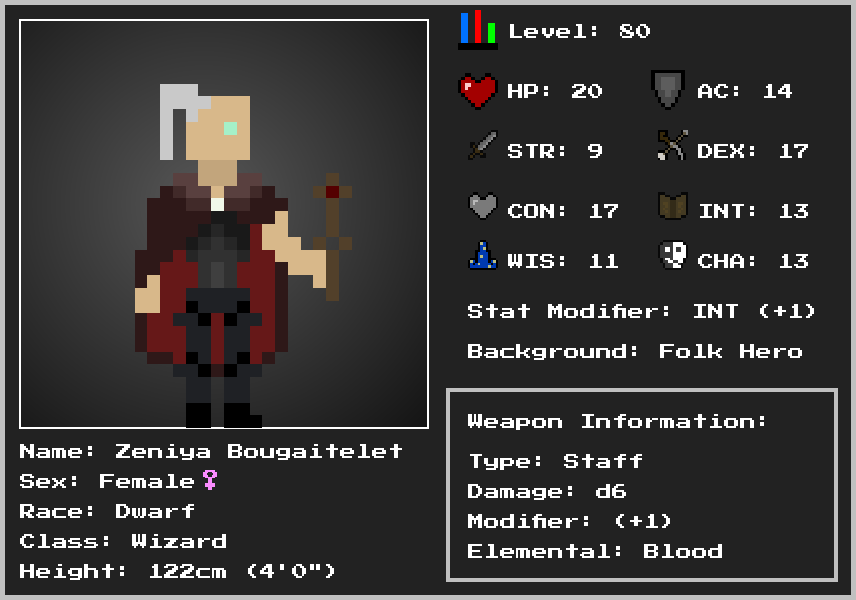 Level: 80
HP: 20
AC: 14
STR: 9
DEX: 17
CON: 17
INT: 13
WIS: 11
CHA: 13
Stat Modifier: INT (+1)
Background: Folk Hero
Weapon Information:
Type: Staff
Damage: d6
Modifier: (+1)
Elemental: Blood
Name: Zeniya Bougaitelet
Sex: Female♀
Race: Dwarf
Class: Wizard
Height: 122cm (4'0")